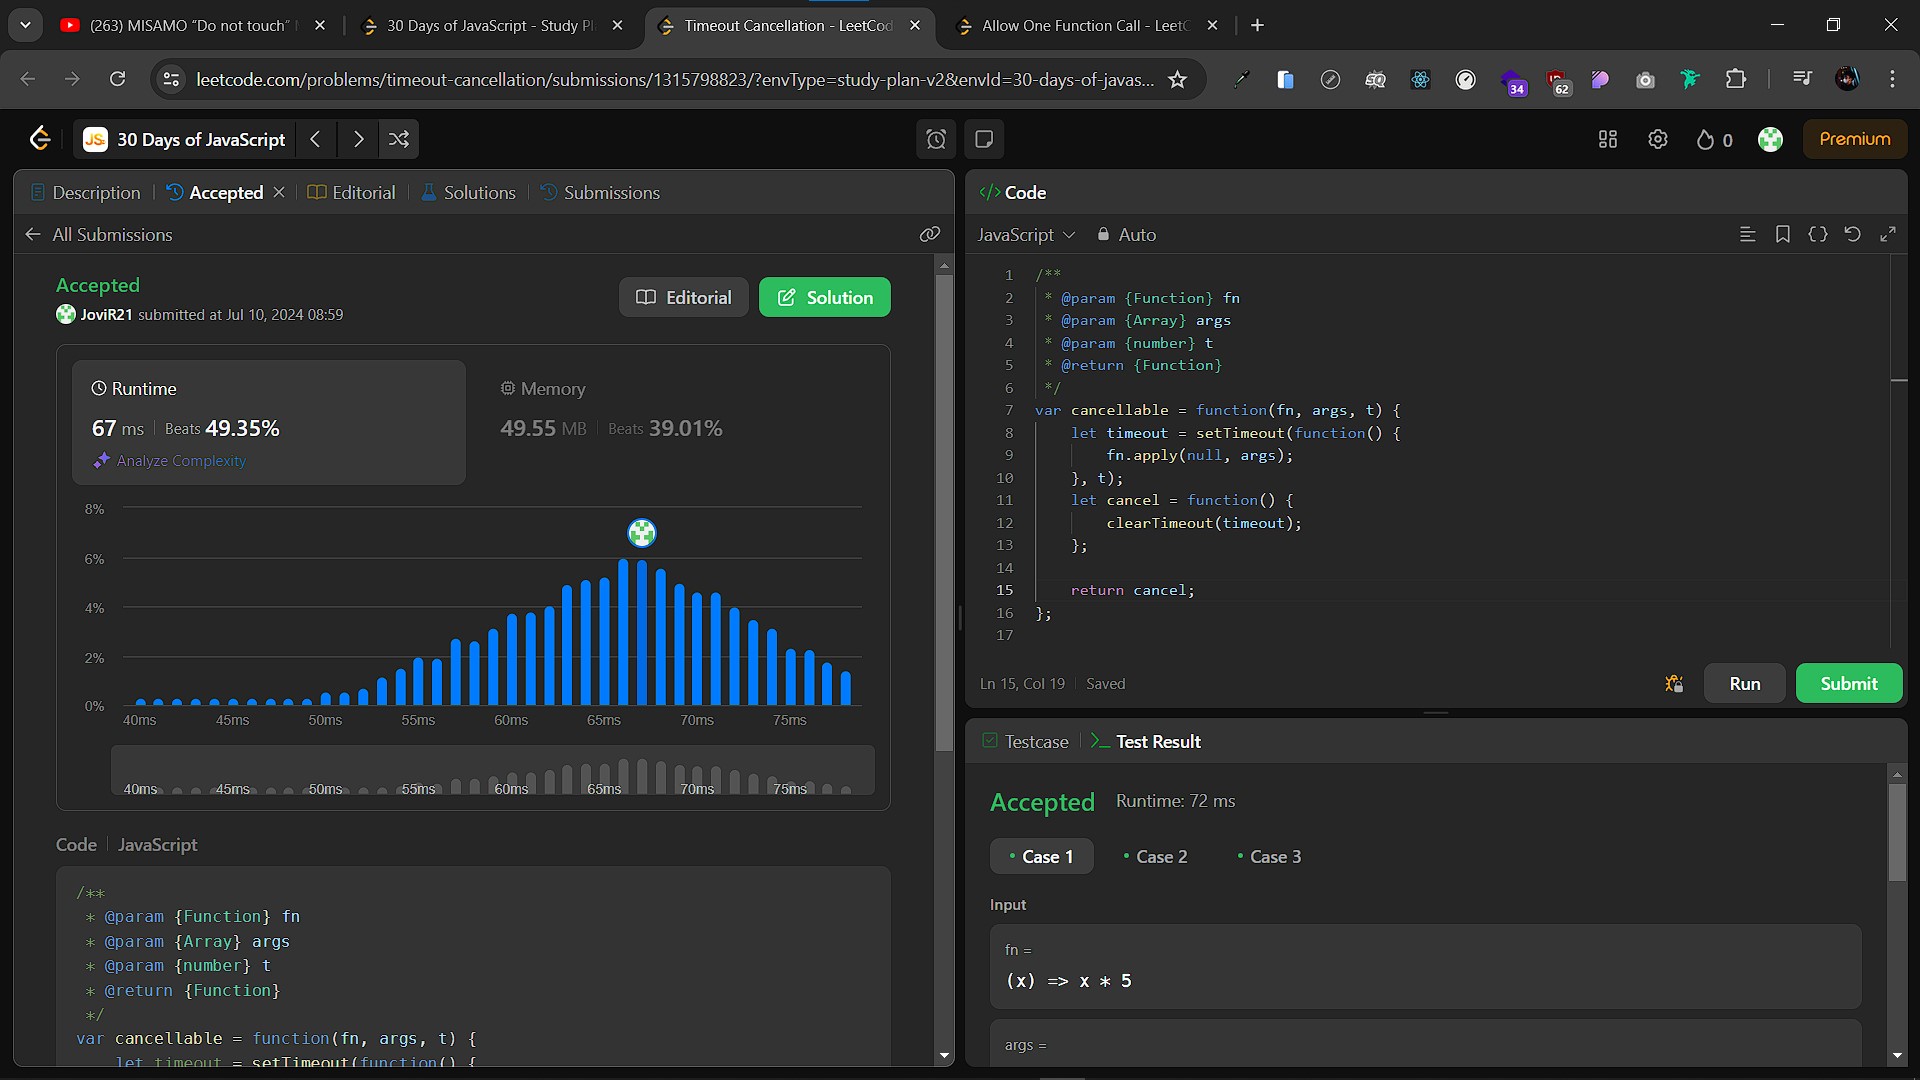 (263) MISAMO “Do not touch”
30 Days of JavaScript - Study Pl
Timeout Cancellation - LeetCod
Allow One Function Call - LeetC
leetcode.com/problems/timeout-cancellation/submissions/1315798823/?envType=study-plan-v2&envId=30-days-of-javas...
34
62
JS
30 Days of JavaScript
0
Premium
Description
Accepted
Editorial
Solutions
Submissions
All Submissions
Accepted
JoviR21 submitted at Jul 10, 2024 08:59
Editorial
Solution
Runtime
67 ms
Beats 49.35%
Analyze Complexity
Memory
49.55 MB
Beats 39.01%
8%
6%
4%
2%
0%
40ms 45ms 50ms 55ms 60ms 65ms 70ms 75ms
40ms 45ms 50ms 55ms 60ms 65ms 70ms 75ms
Code
JavaScript
/**
* @param {Function} fn
* @param {Array} args
* @param {number} t
* @return {Function}
*/
var cancellable = function(fn, args, t) {
let timeout = setTimeout(function() {
</> Code
JavaScript
Auto
1 /**
2 * @param {Function} fn
3 * @param {Array} args
4 * @param {number} t
5 * @return {Function}
6 */
7 var cancellable = function(fn, args, t) {
8 let timeout = setTimeout(function() {
9 fn.apply(null, args);
10 }, t);
11 let cancel = function() {
12 clearTimeout(timeout);
13 };
14
15 return cancel;
16 };
17
Ln 15, Col 19
Saved
Run
Submit
Testcase
Test Result
Accepted
Runtime: 72 ms
Case 1
Case 2
Case 3
Input
fn =
(x) => x * 5
args =